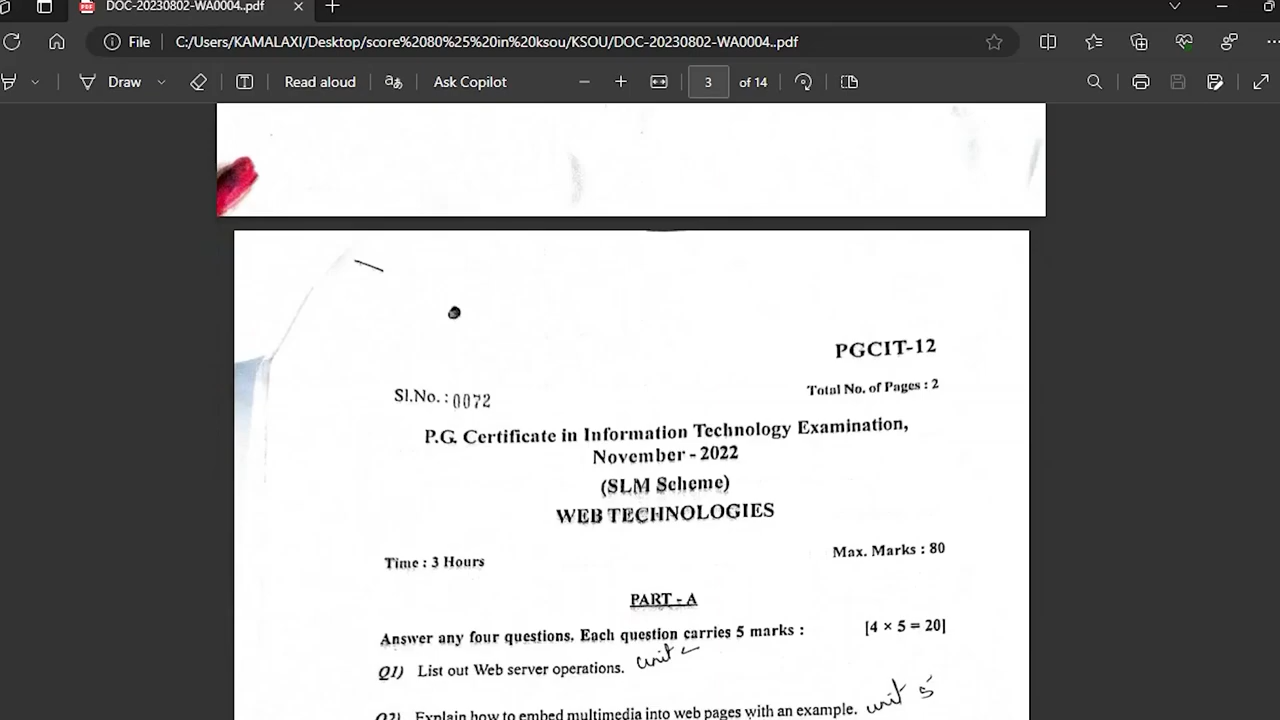 DOC-20230802-WA0004..pdf
File C:/Users/KAMALAXI/Desktop/score%2080%25%20in%20ksou/KSOU/DOC-20230802-WA0004..pdf
Draw Read aloud aあ Ask Copilot 3 of 14
PGCIT-12
Total No. of Pages : 2
Sl.No. : 0072
P.G. Certificate in Information Technology Examination,
November - 2022
(SLM Scheme)
WEB TECHNOLOGIES
Time : 3 Hours
Max. Marks : 80
PART - A
Answer any four questions. Each question carries 5 marks : [4 × 5 = 20]
Q1) List out Web server operations. unit
Q2) Explain how to embed multimedia into web pages with an example. unit 5